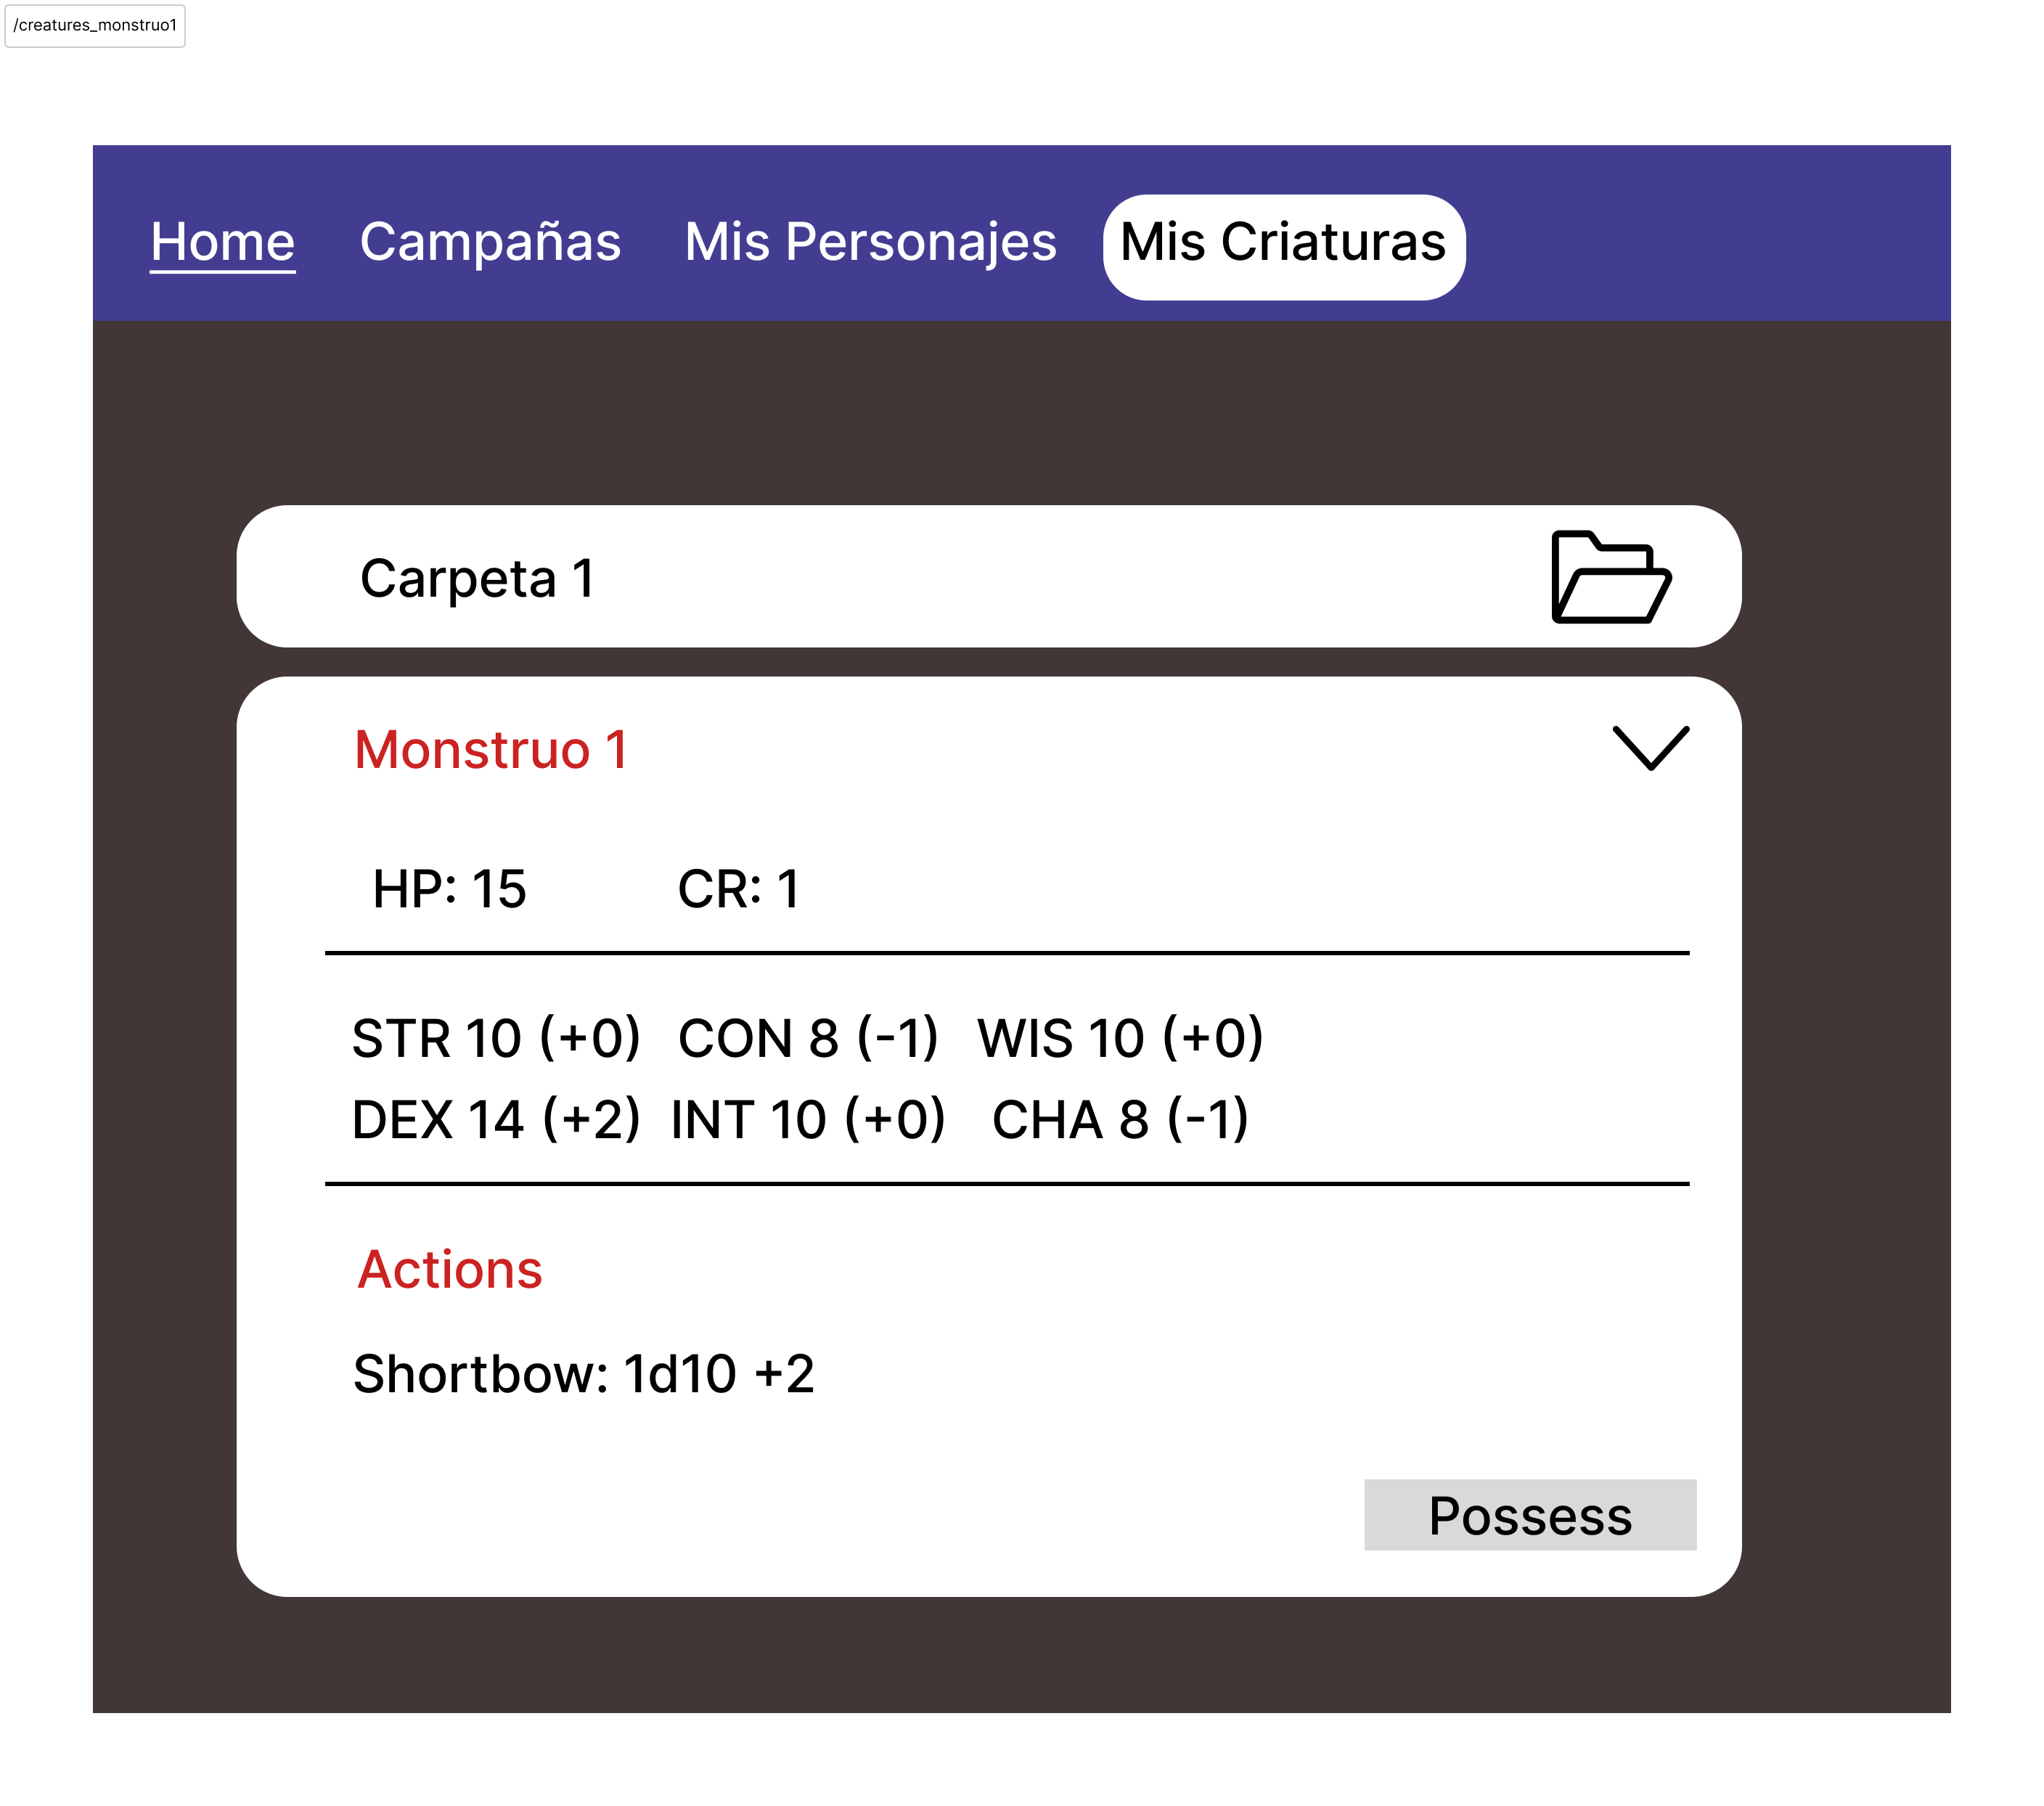 /creatures_monstruo1
Home Campañas Mis Personajes Mis Criaturas
Carpeta 1
Monstruo 1
HP: 15 CR: 1
STR 10 (+0) CON 8 (-1) WIS 10 (+0)
DEX 14 (+2) INT 10 (+0) CHA 8 (-1)
Actions
Shortbow: 1d10 +2
Possess